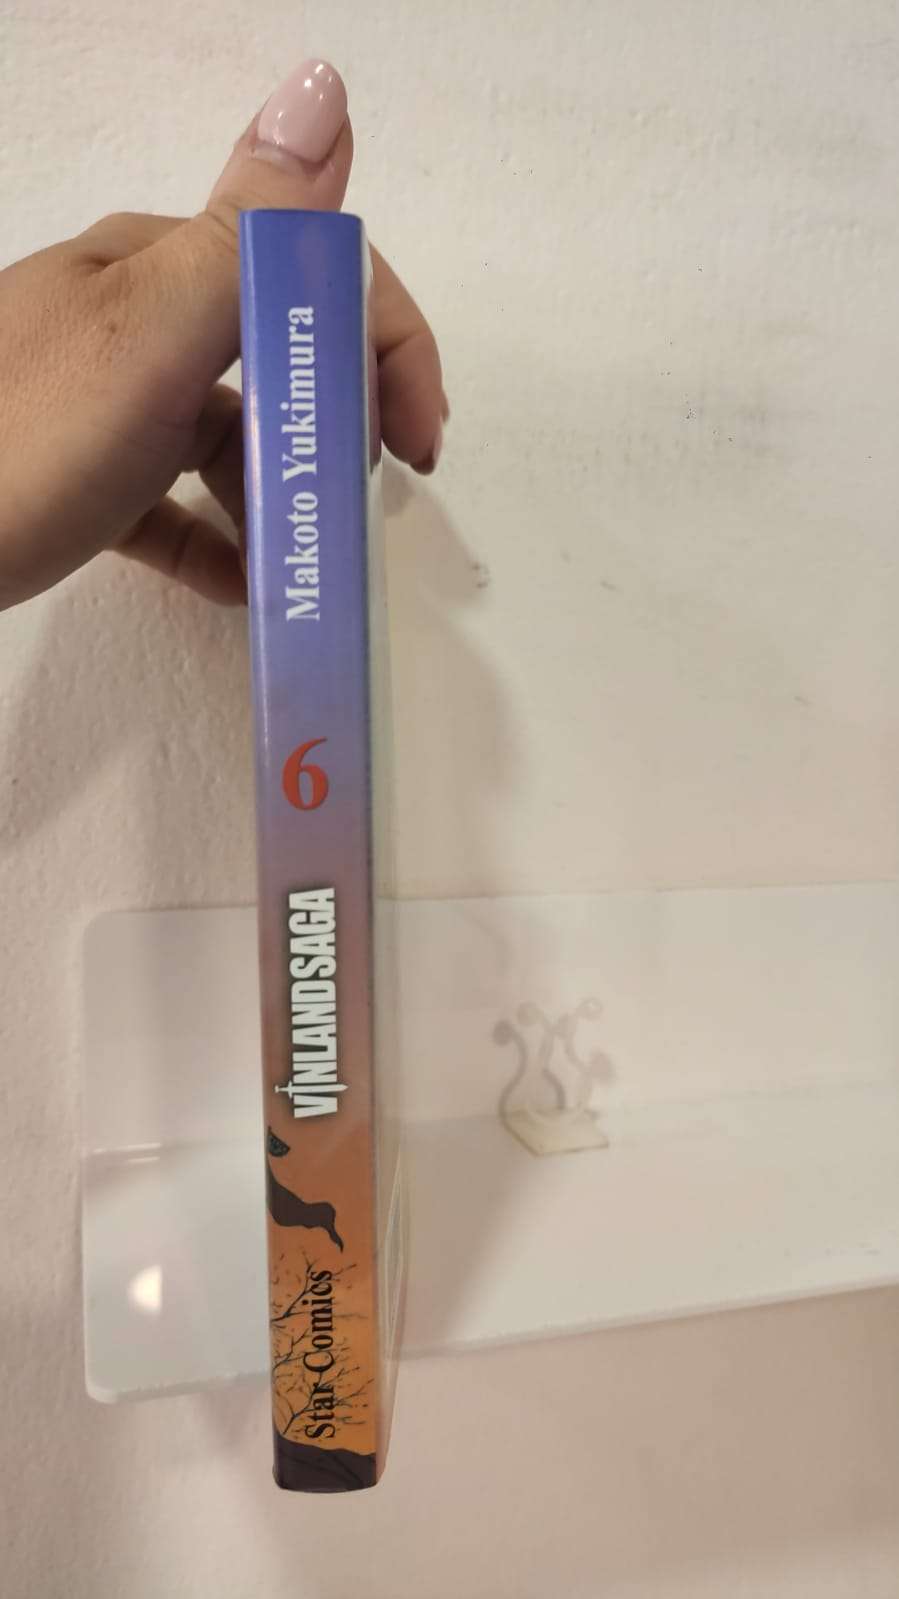 Makoto Yukimura
6
VINLANDSAGA
Star Comics